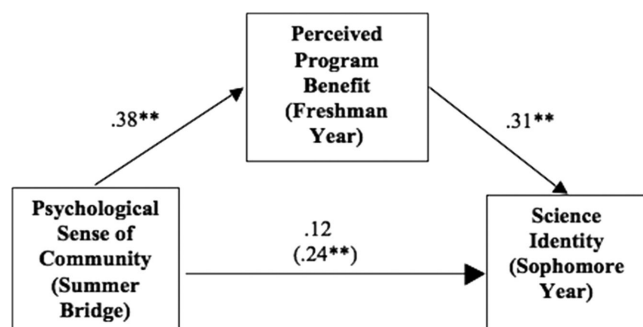 Perceived
Program
Benefit
(Freshman
Year)
.38**
.31**
Psychological
Sense of
Community
(Summer
Bridge)
.12
(.24**)
Science
Identity
(Sophomore
Year)